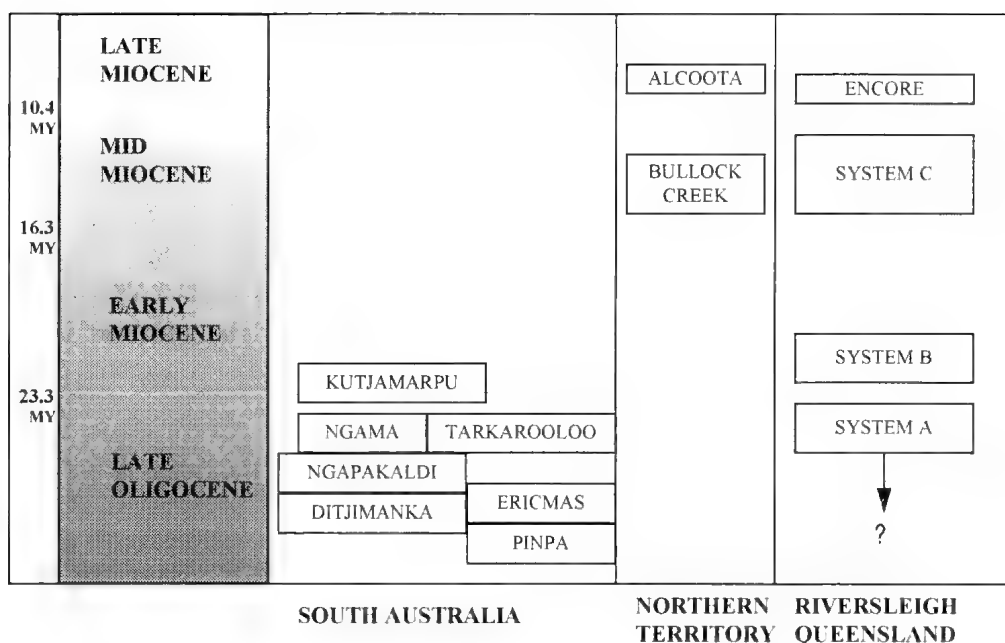 LATE
MIOCENE
10.4
MY
MID
MIOCENE
16.3
MY
EARLY
MIOCENE
23.3
MY
LATE
OLIGOCENE
KUTJAMARPU
NGAMA
TARKAROOLOO
NGAPAKALDI
DITJIMANKA
ERICMAS
PINPA
ALCOOTA
BULLOCK
CREEK
ENCORE
SYSTEM C
SYSTEM B
SYSTEM A
?
SOUTH AUSTRALIA
NORTHERN
TERRITORY
RIVERSLEIGH
QUEENSLAND